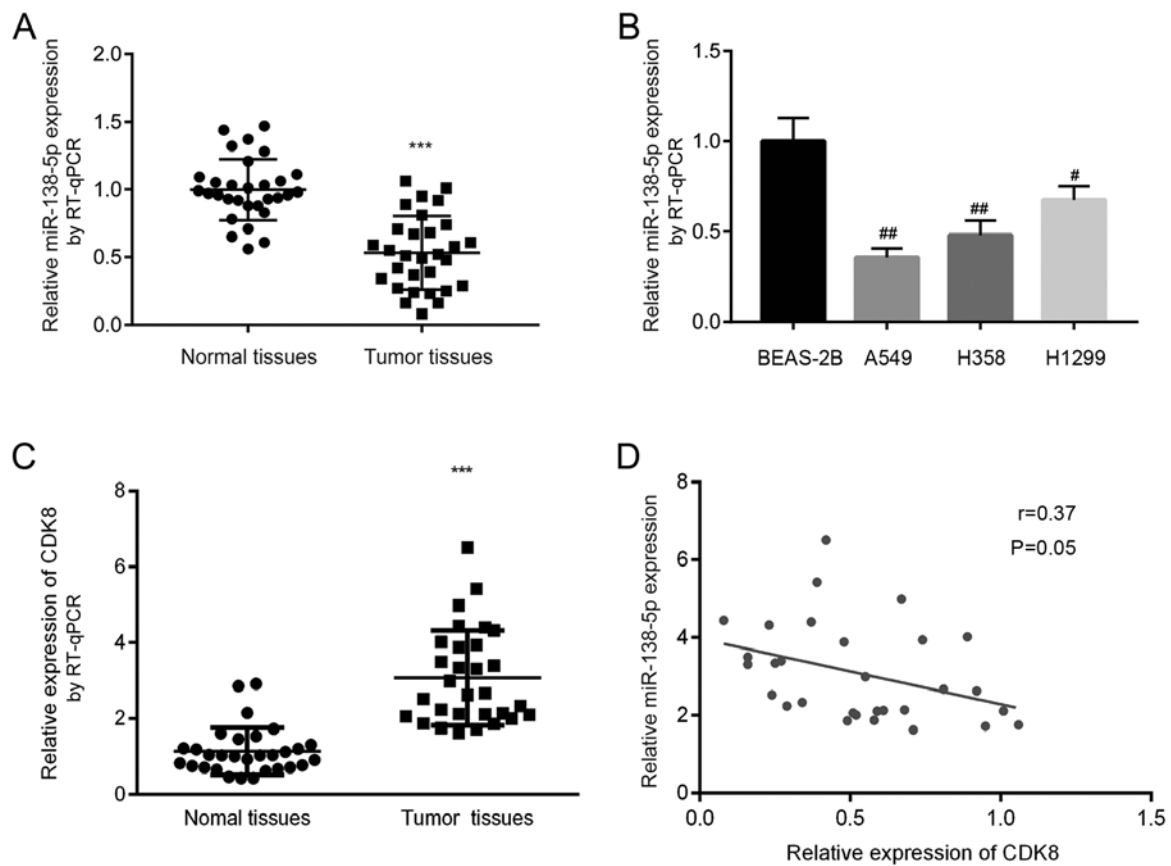 A
Relative miR-138-5p expression
by RT-qPCR
2.0
1.5
1.0
0.5
0.0
***
Normal tissues
Tumor tissues
B
Relative miR-138-5p expression
by RT-qPCR
1.5
1.0
0.5
0.0
##
##
#
BEAS-2B
A549
H358
H1299
C
Relative expression of CDK8
by RT-qPCR
8
6
4
2
0
***
Nomal tissues
Tumor tissues
D
Relative miR-138-5p expression
8
6
4
2
0
r=0.37
P=0.05
0.0
0.5
1.0
1.5
Relative expression of CDK8